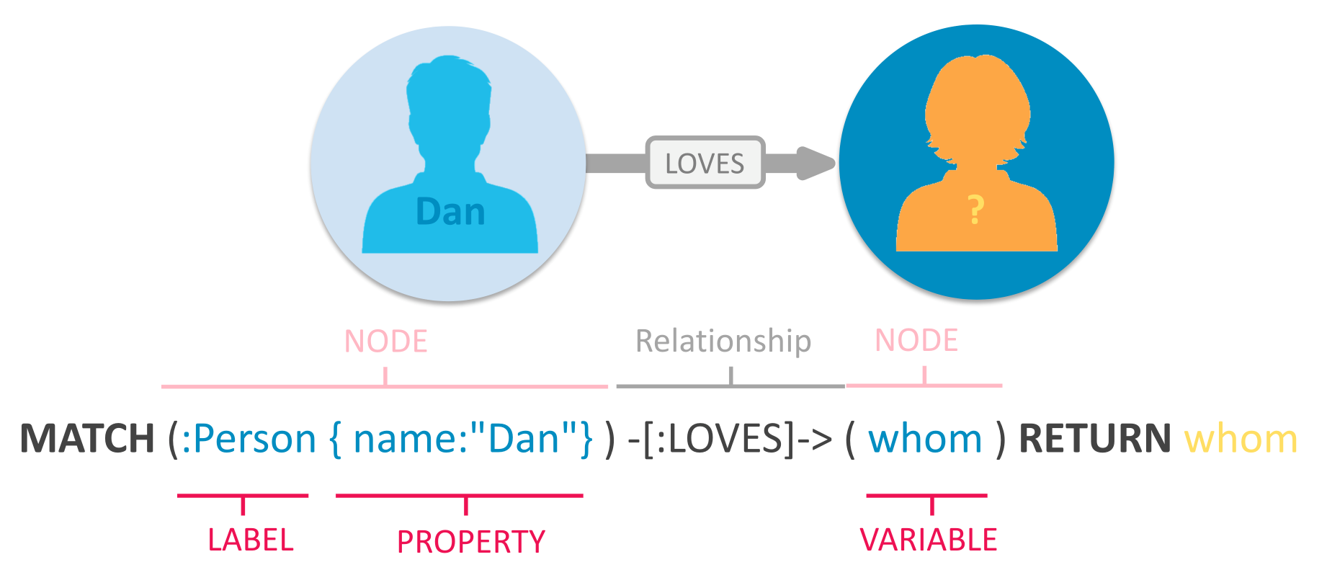 Dan
LOVES
?
NODE
Relationship
NODE
MATCH (:Person { name:"Dan"} ) -[:LOVES]-> ( whom ) RETURN whom
LABEL
PROPERTY
VARIABLE